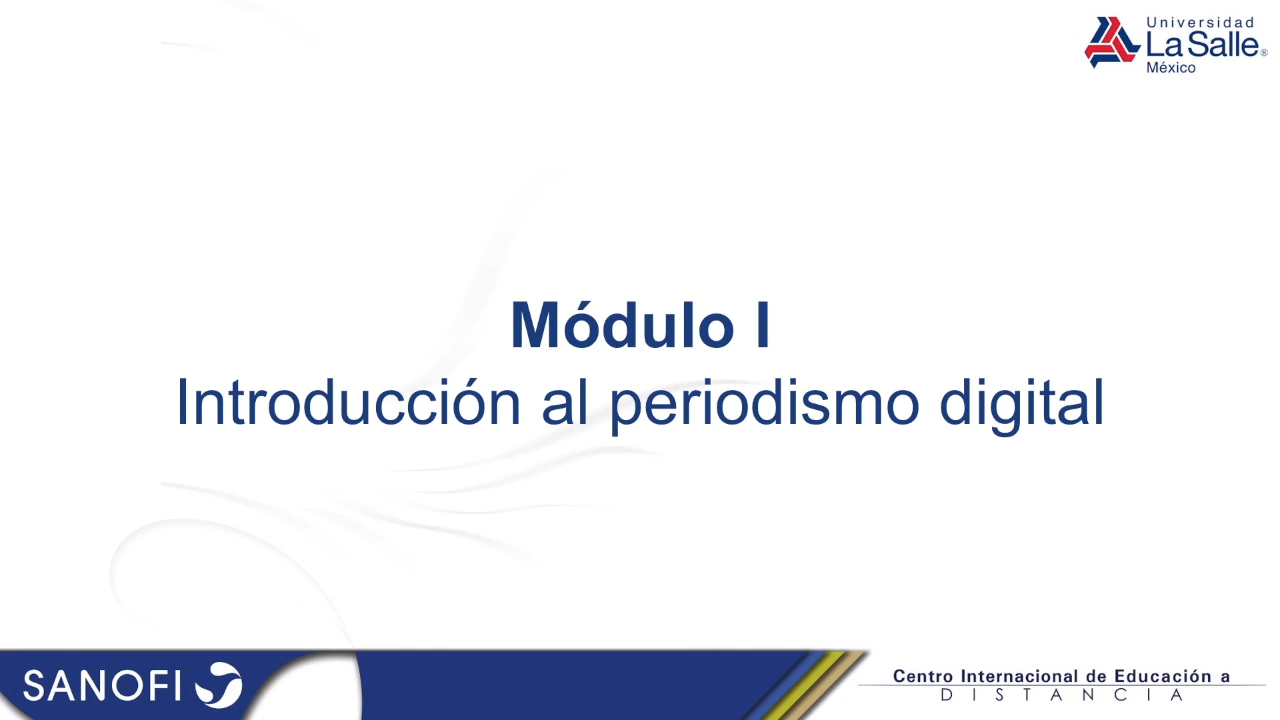 Universidad
La Salle®
México
Módulo I
Introducción al periodismo digital
SANOFI
Centro Internacional de Educación a
DISTANCIA